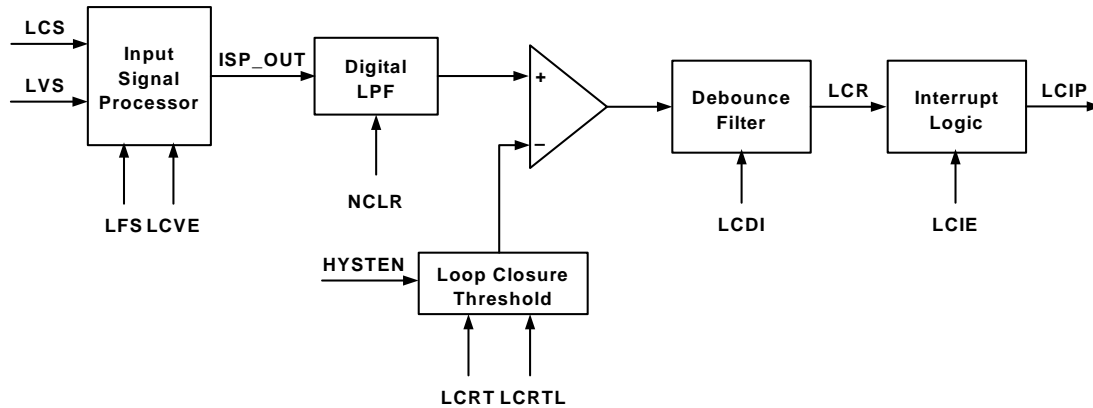 LCS
LVS
Input
Signal
Processor
ISP_OUT
Digital
LPF
+
−
Debounce
Filter
LCR
Interrupt
Logic
LCIP
LFS LCVE
NCLR
LCDI
LCIE
HYSTEN
Loop Closure
Threshold
LCRT LCRTL